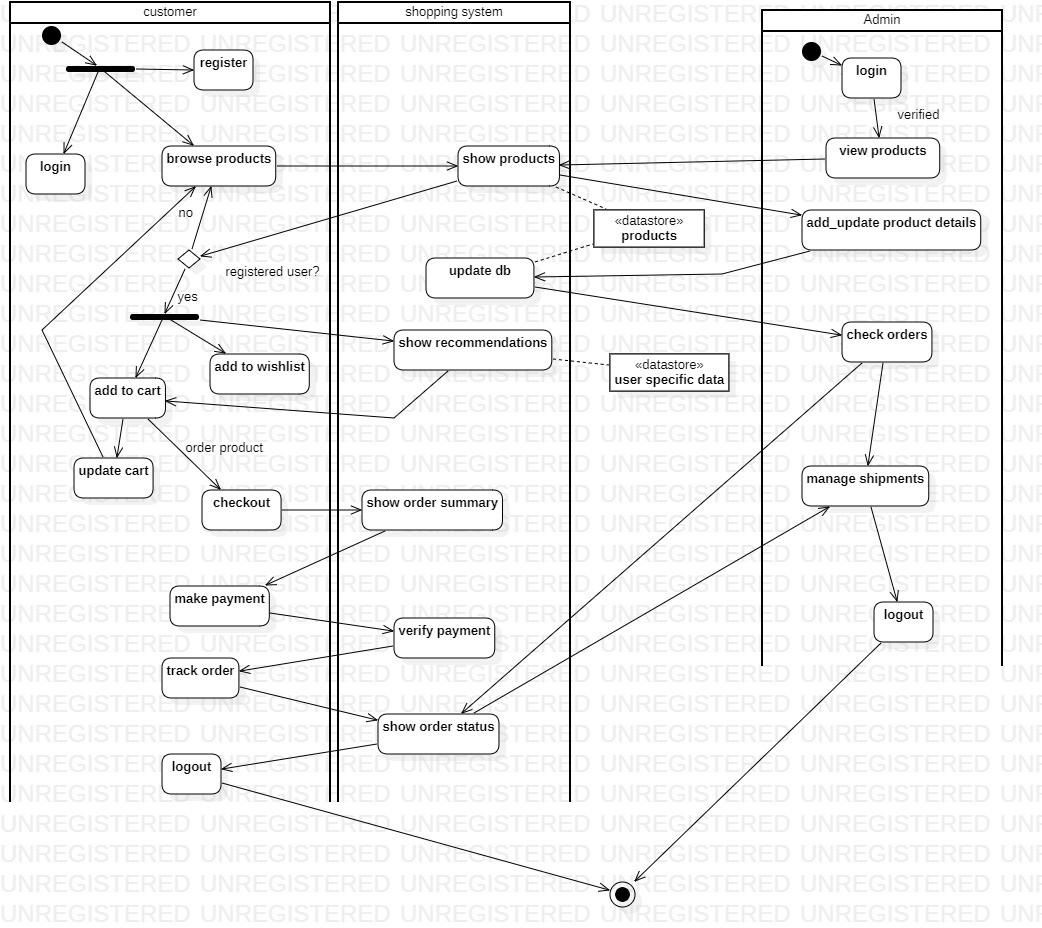 customer
shopping system
Admin
register
login
verified
login
browse products
show products
view products
no
«datastore»
products
add_update product details
registered user?
update db
yes
show recommendations
check orders
add to wishlist
«datastore»
user specific data
add to cart
order product
update cart
manage shipments
checkout
show order summary
make payment
verify payment
logout
track order
show order status
logout
UNREGISTERED